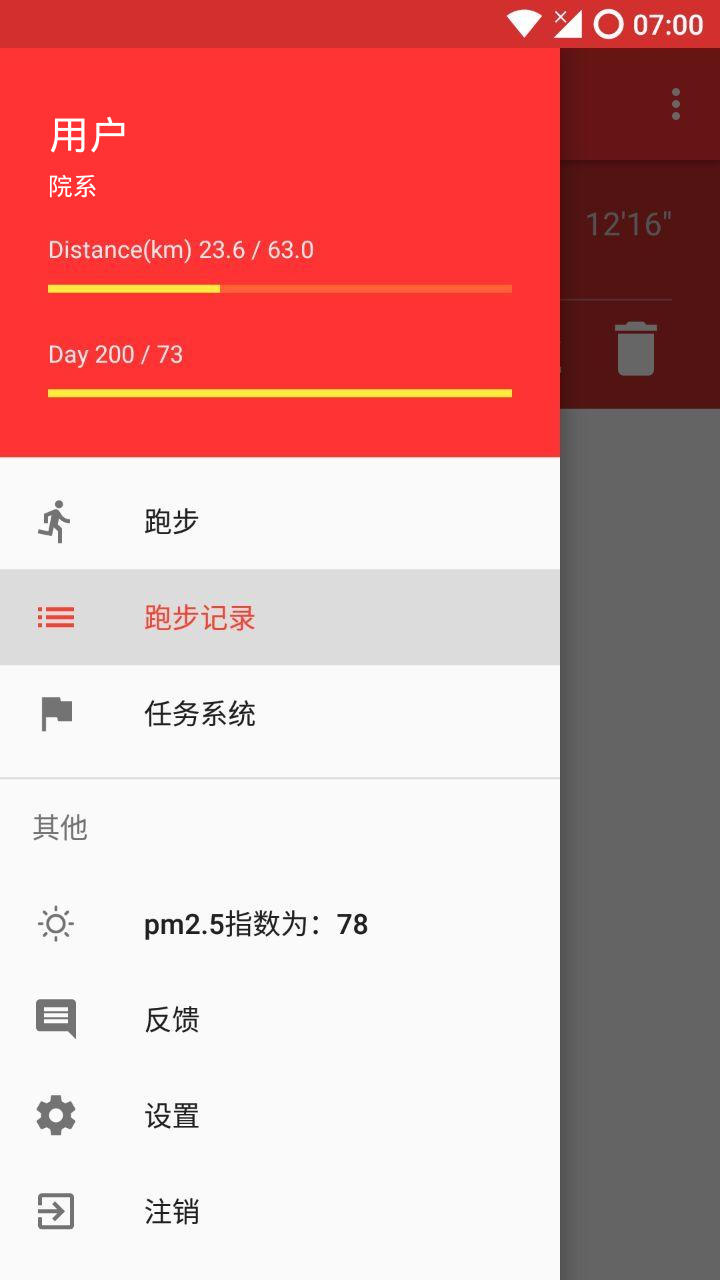 07:00
用户
院系
Distance(km) 23.6 / 63.0
Day 200 / 73
12'16"
跑步
跑步记录
任务系统
其他
pm2.5指数为：78
反馈
设置
注销